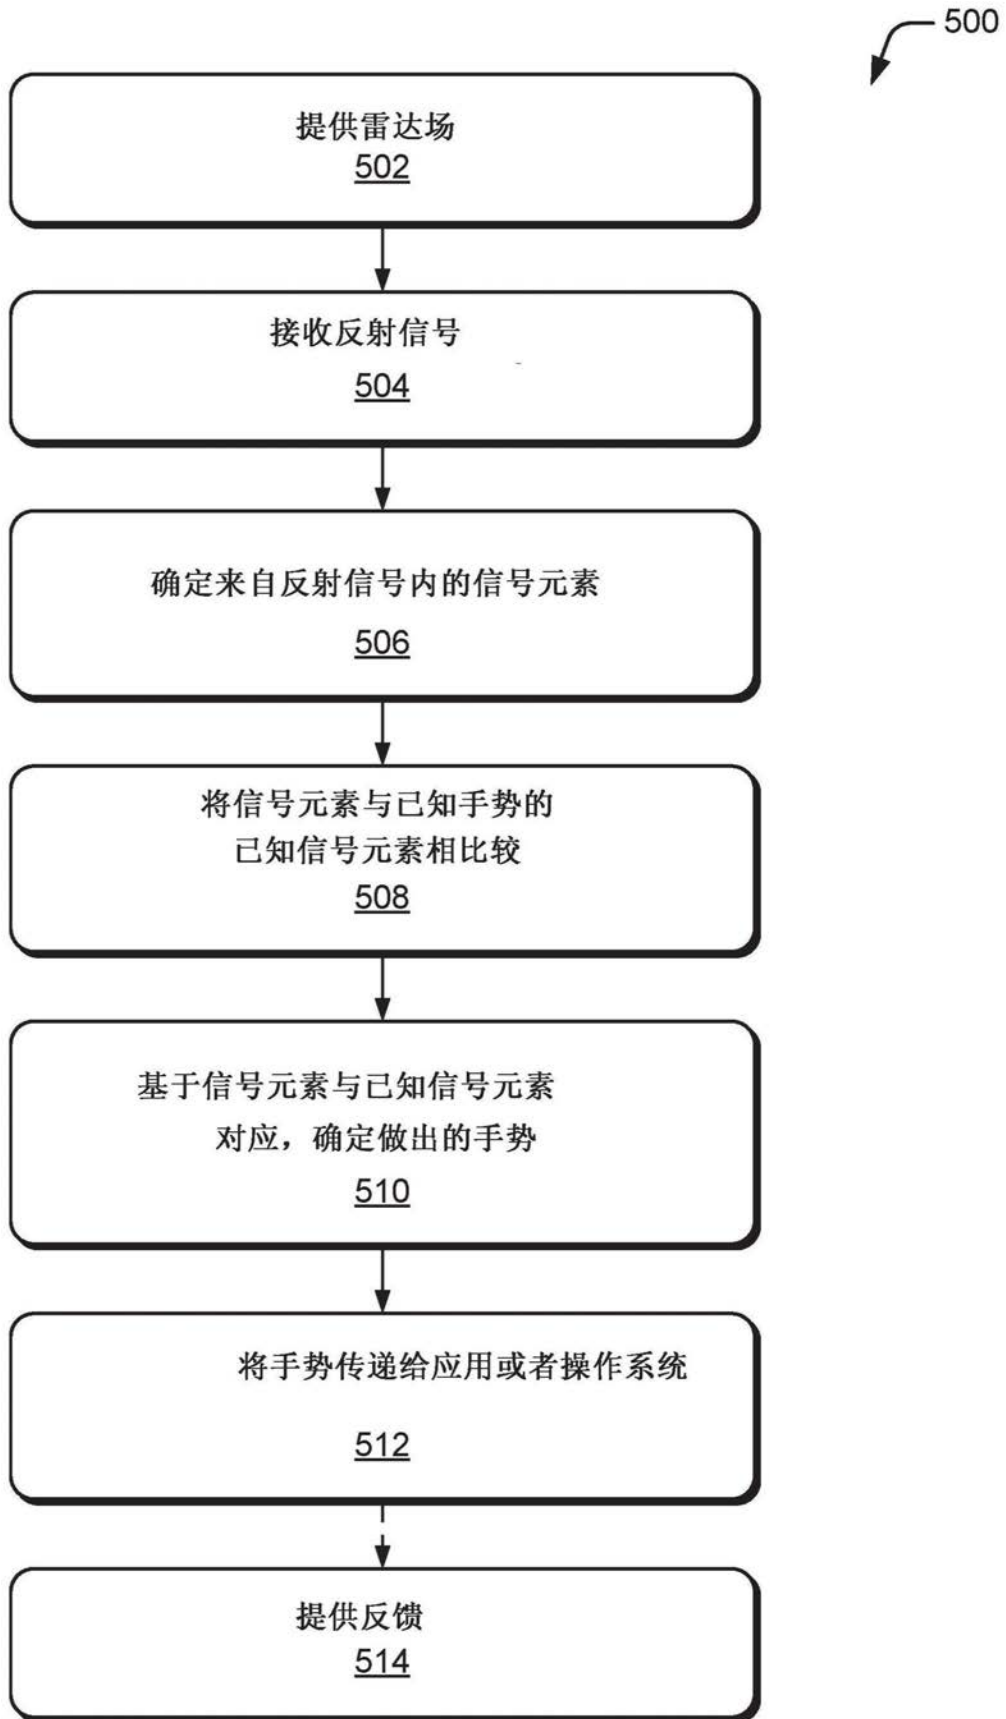 500
提供雷达场
502
接收反射信号
504
确定来自反射信号内的信号元素
506
将信号元素与已知手势的
已知信号元素相比较
508
基于信号元素与已知信号元素
对应，确定做出的手势
510
将手势传递给应用或者操作系统
512
提供反馈
514